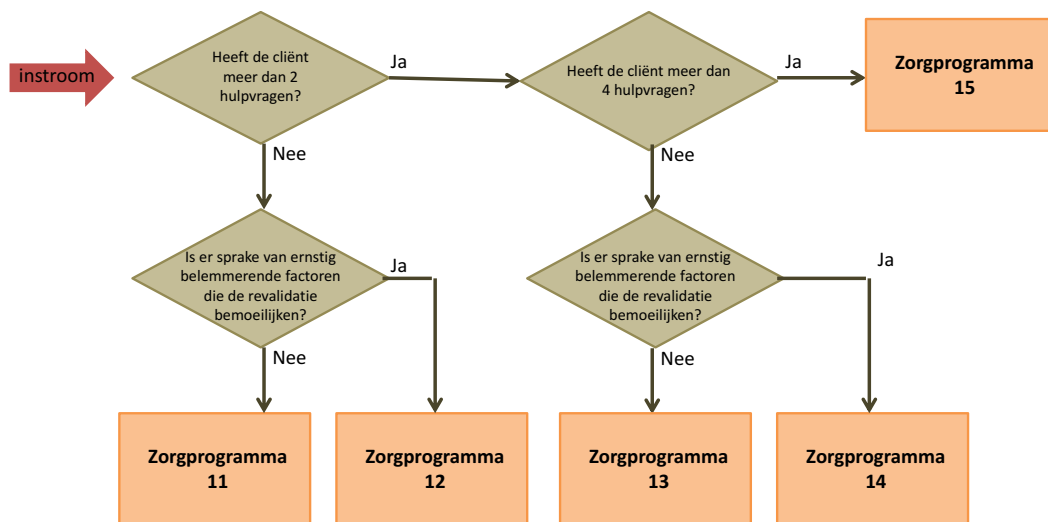 instroom
Heeft de cliënt
meer dan 2
hulpvragen?
Ja
Heeft de cliënt meer dan
4 hulpvragen?
Ja
Zorgprogramma
15
Nee
Nee
Is er sprake van ernstig
belemmerende factoren
die de revalidatie
bemoeilijken?
Ja
Is er sprake van ernstig
belemmerende factoren
die de revalidatie
bemoeilijken?
Ja
Nee
Nee
Zorgprogramma
11
Zorgprogramma
12
Zorgprogramma
13
Zorgprogramma
14